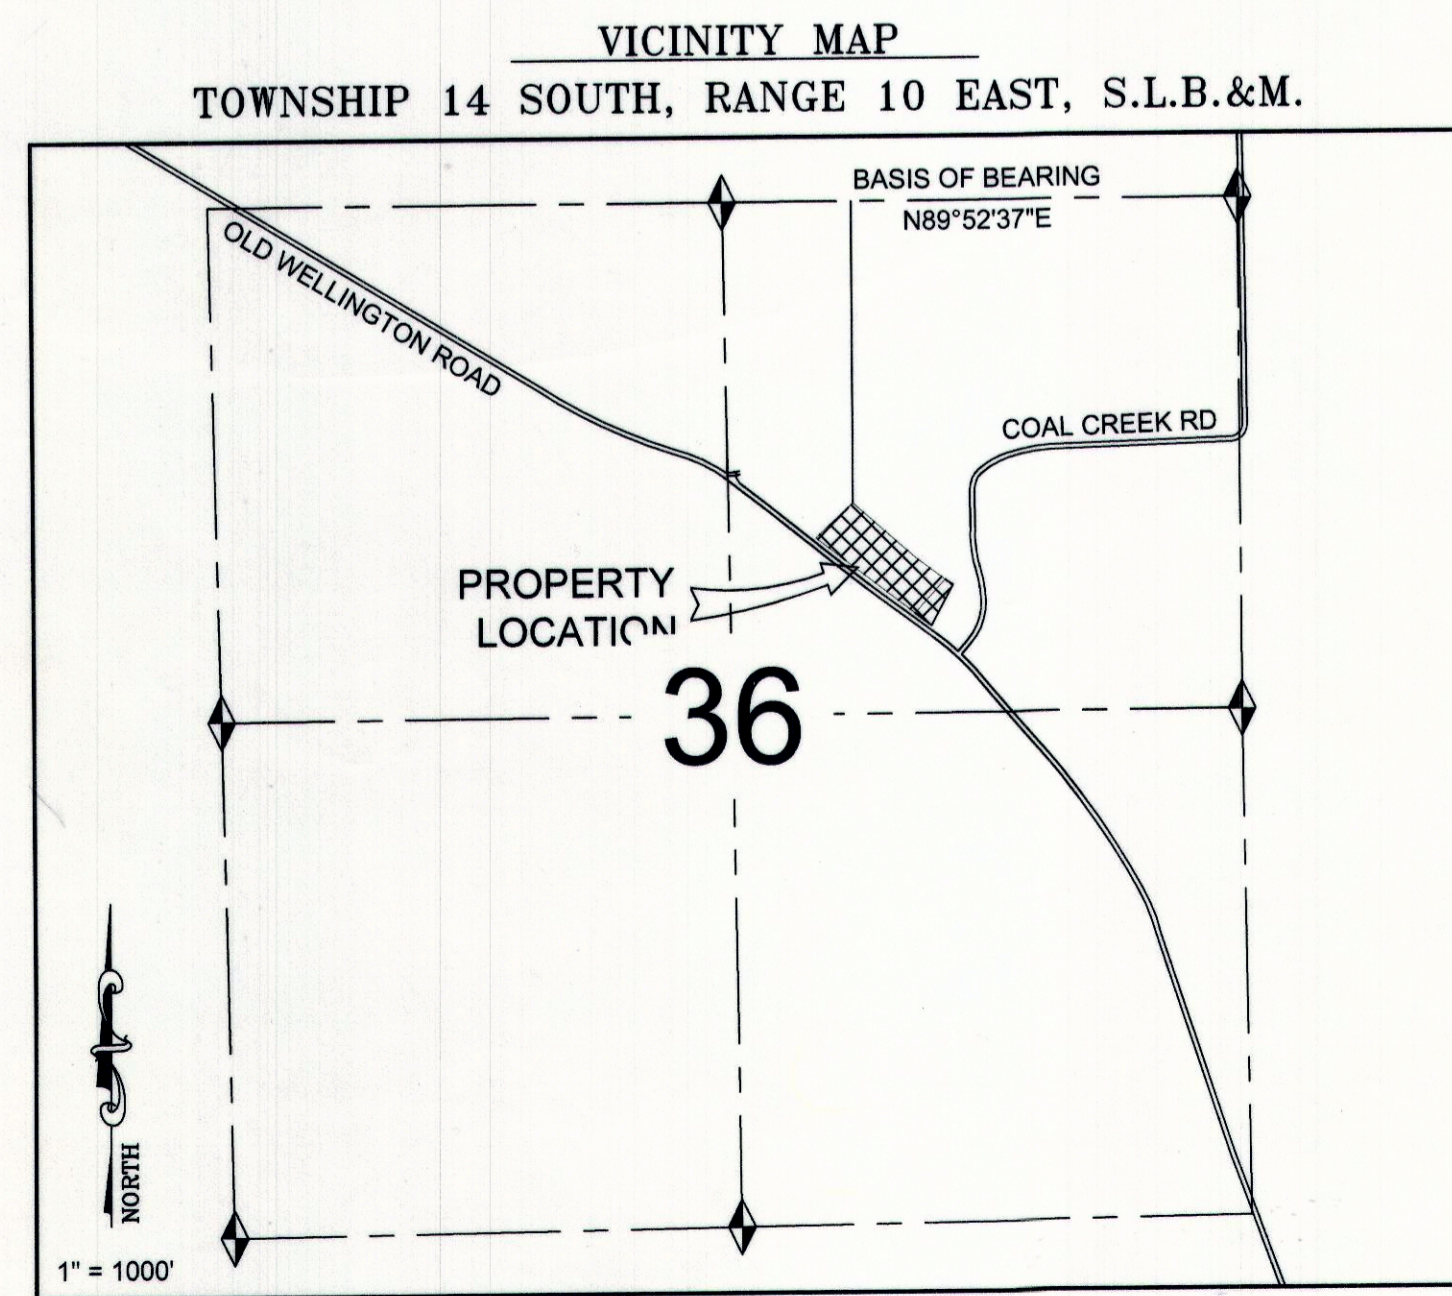 VICINITY MAP
TOWNSHIP 14 SOUTH, RANGE 10 EAST, S.L.B.&M.
BASIS OF BEARING
N89°52'37"E
OLD WELLINGTON ROAD
COAL CREEK RD
PROPERTY
LOCATION
36
NORTH
1" = 1000'